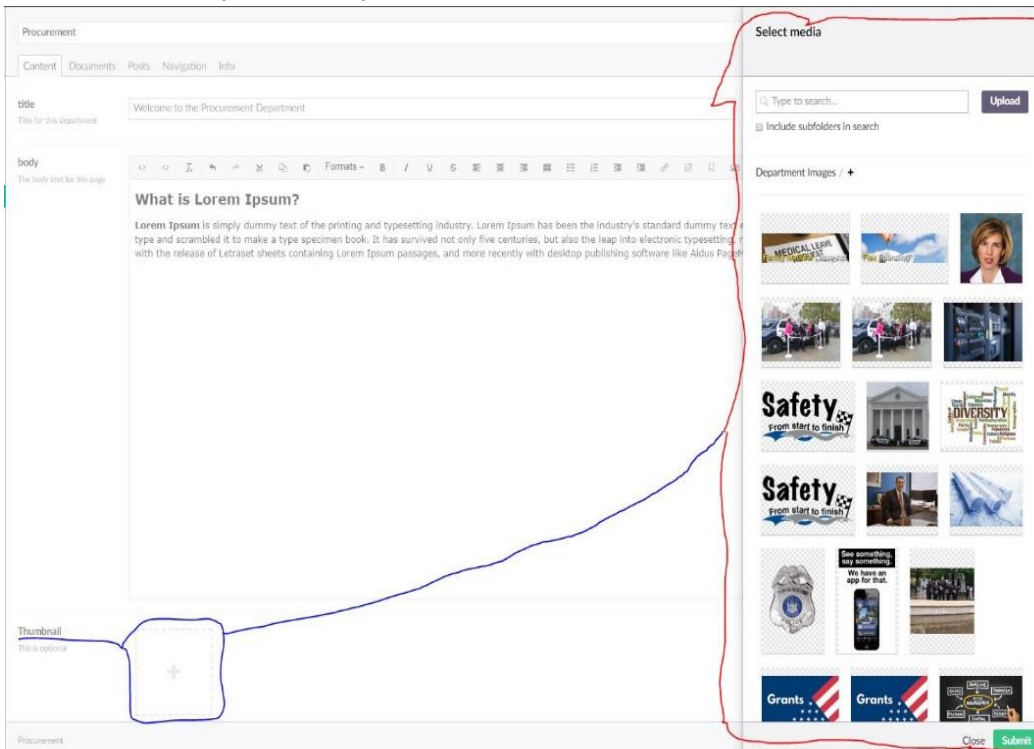 Procurement
Content Documents Posts Navigation Info
title
Title for this department
Welcome to the Procurement Department
body
The body text for this page
Formats
B I U S
What is Lorem Ipsum?
Lorem Ipsum is simply dummy text of the printing and typesetting industry. Lorem Ipsum has been the industry's standard dummy text e
type and scrambled it to make a type specimen book. It has survived not only five centuries, but also the leap into electronic typesetting,
with the release of Letraset sheets containing Lorem Ipsum passages, and more recently with desktop publishing software like Aldus PageM
Thumbnail
This is optional
Procurement
Select media
Type to search...
Upload
Include subfolders in search
Department Images / +
MEDICAL LEAVE
REQUEST
Safety
From start to finish
DIVERSITY
Safety
From start to finish
See something,
say something.
We have an
app for that.
Grants
Grants
Close Submit